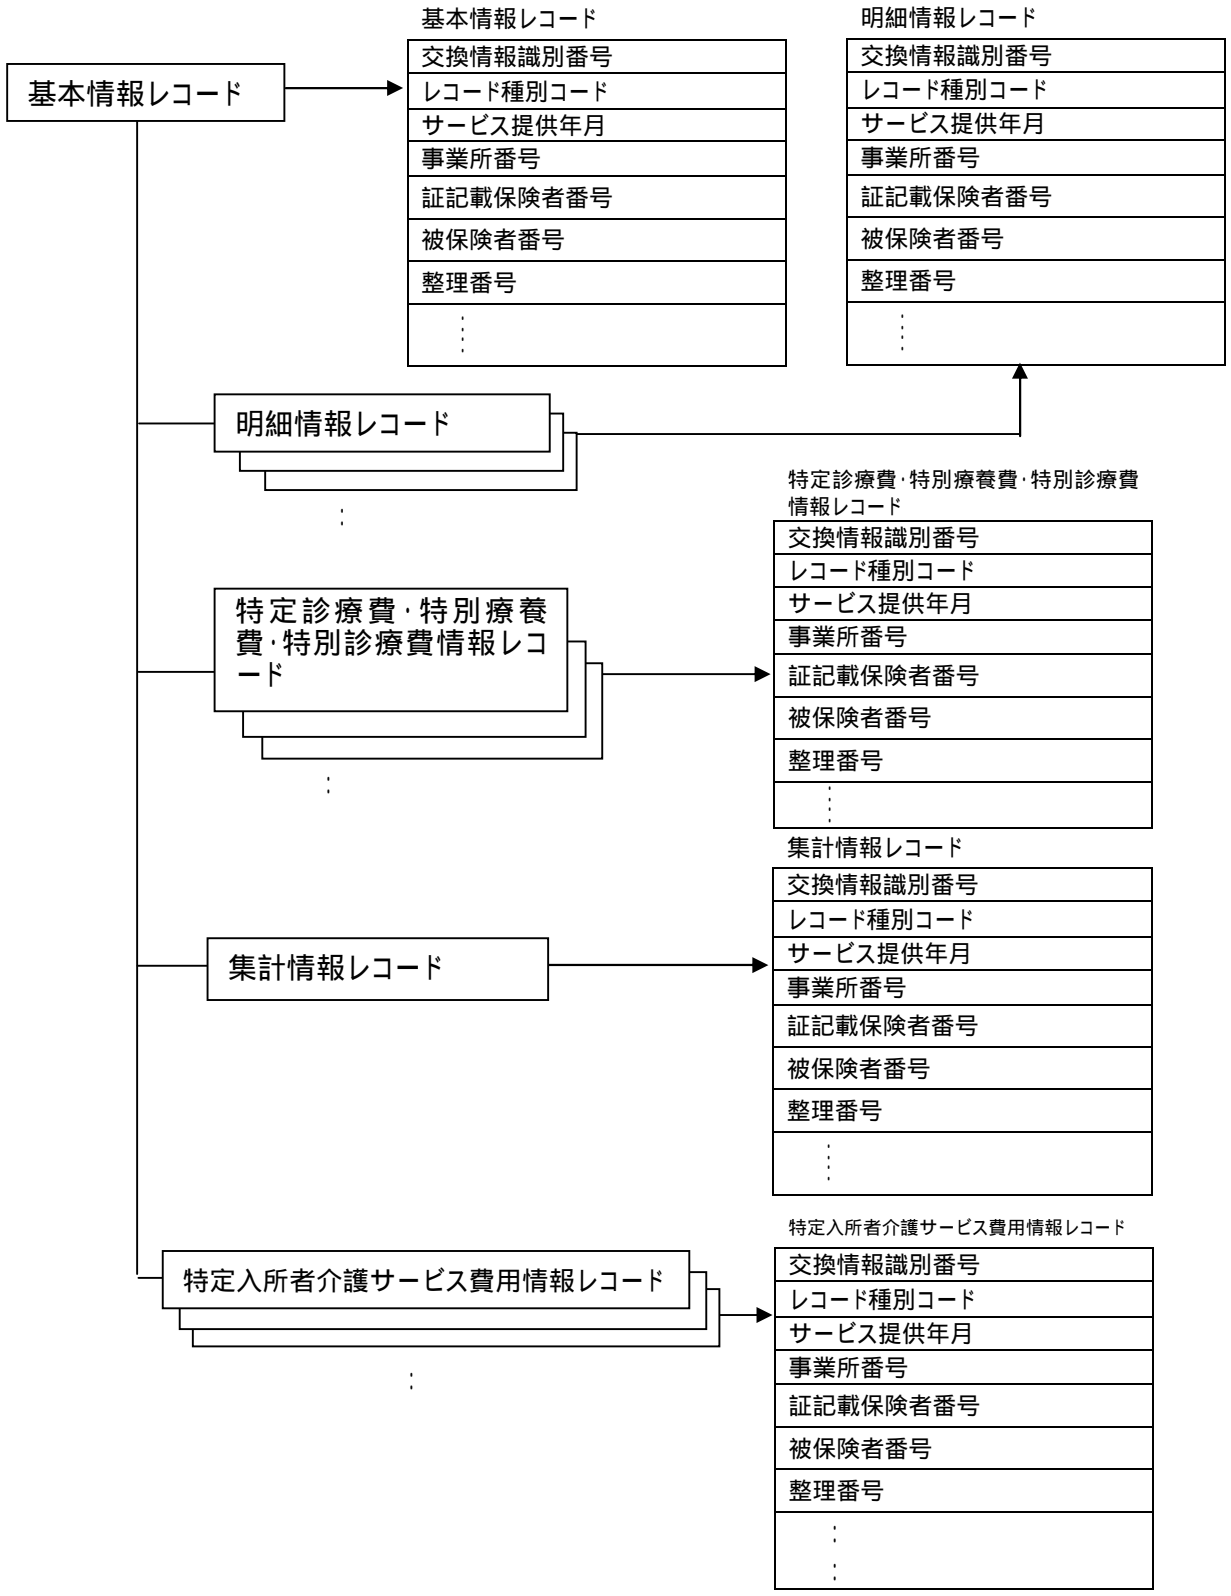 基本情報レコード
基本情報レコード
交換情報識別番号
レコード種別コード
サービス提供年月
事業所番号
証記載保険者番号
被保険者番号
整理番号
明細情報レコード
交換情報識別番号
レコード種別コード
サービス提供年月
事業所番号
証記載保険者番号
被保険者番号
整理番号
明細情報レコード
特定診療費・特別療養費・特別診療費
情報レコード
交換情報識別番号
レコード種別コード
サービス提供年月
事業所番号
証記載保険者番号
被保険者番号
整理番号
特定診療費・特別療養
費・特別診療費情報レコ
ード
集計情報レコード
交換情報識別番号
レコード種別コード
サービス提供年月
事業所番号
証記載保険者番号
被保険者番号
整理番号
集計情報レコード
特定入所者介護サービス費用情報レコード
交換情報識別番号
レコード種別コード
サービス提供年月
事業所番号
証記載保険者番号
被保険者番号
整理番号
特定入所者介護サービス費用情報レコード